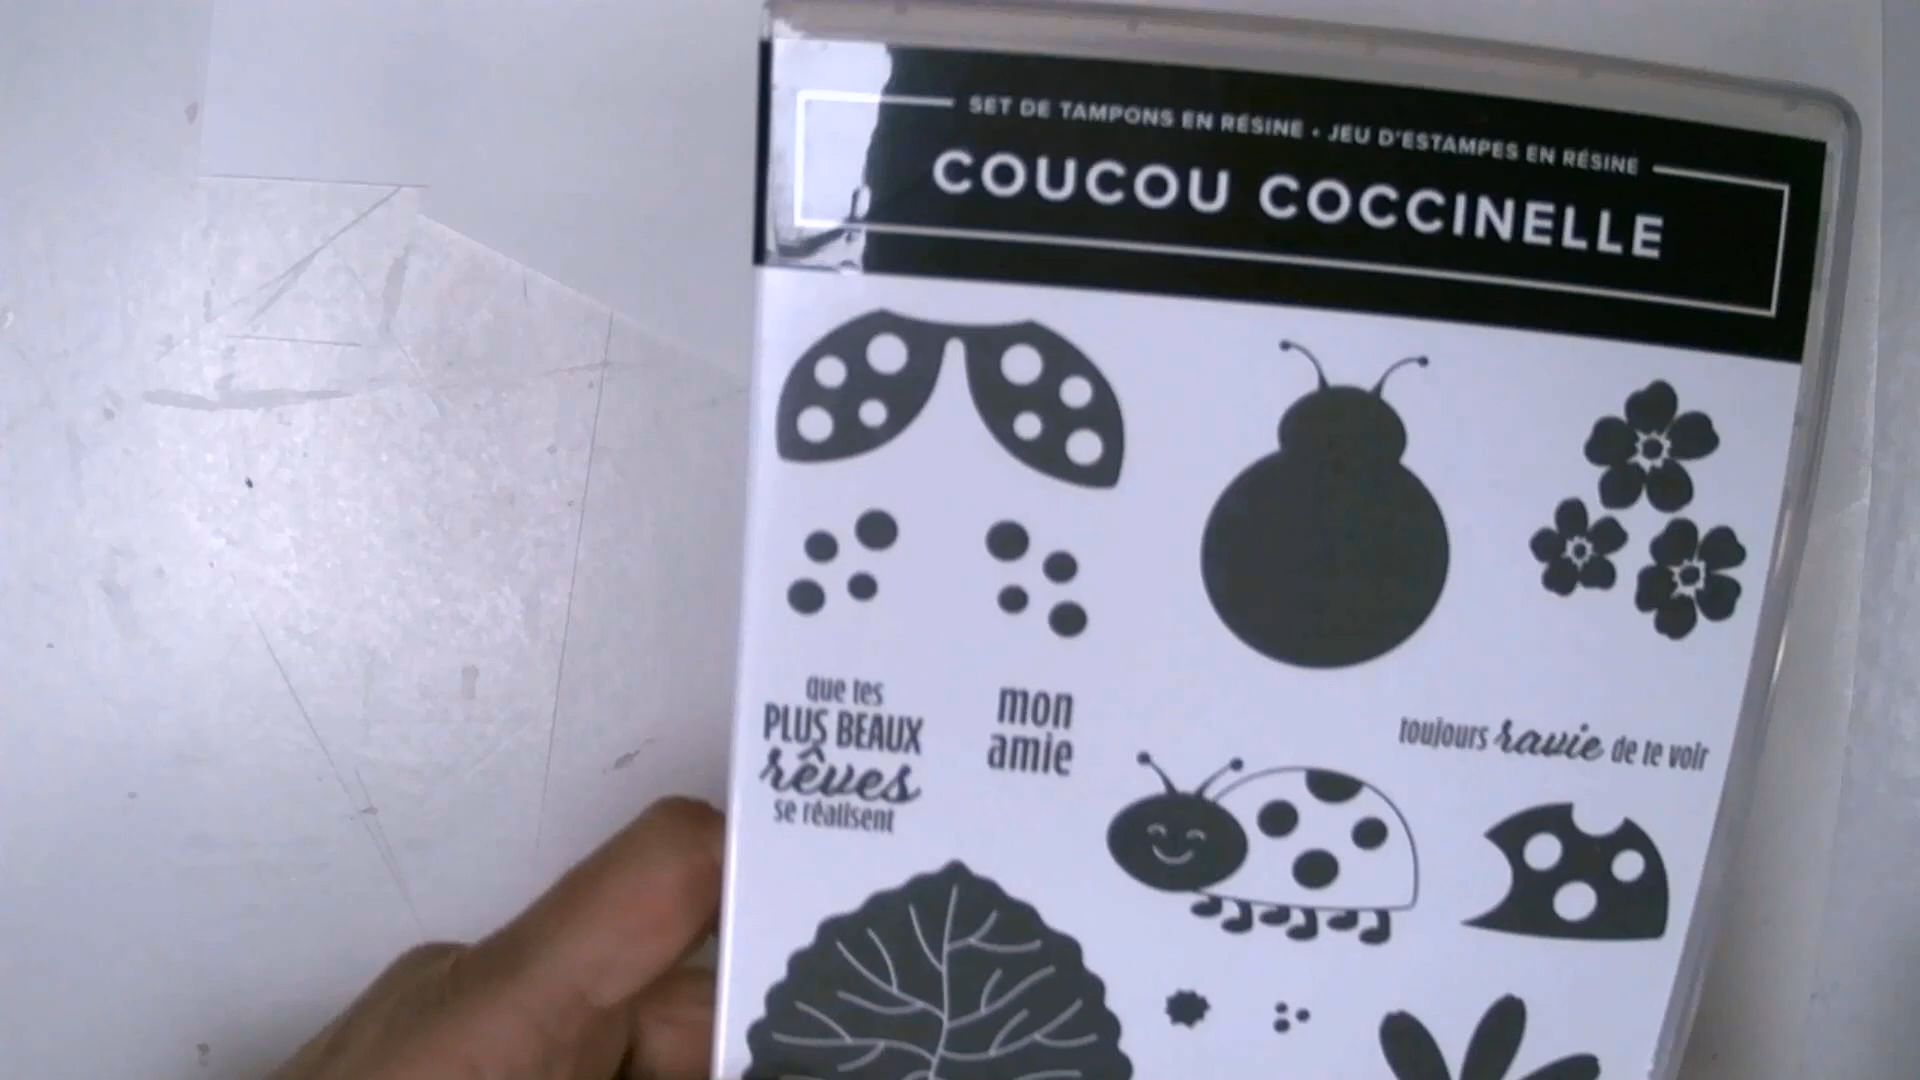 SET DE TAMPONS EN RÉSINE • JEU D'ESTAMPES EN RÉSINE
COUCOU COCCINELLE
que tes
PLUS BEAUX
rêves
se réalisent
mon
amie
toujours ravie de te voir